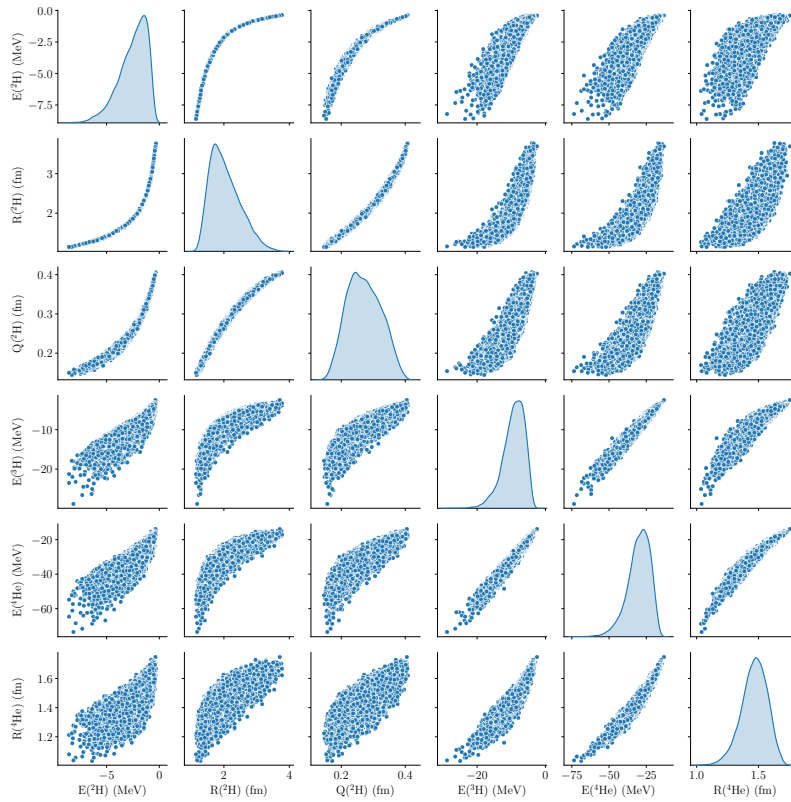 0.0
−2.5
−5.0
−7.5
E(²H) (MeV)
3
2
R(²H) (fm)
0.4
0.3
0.2
Q(²H) (fm)
−10
−20
E(³H) (MeV)
−20
−40
−60
E(⁴He) (MeV)
1.6
1.4
1.2
R(⁴He) (fm)
−5 0 2 4 0.2 0.4 −20 0 −75 −50 −25 1.0 1.5
E(²H) (MeV) R(²H) (fm) Q(²H) (fm) E(³H) (MeV) E(⁴He) (MeV) R(⁴He) (fm)